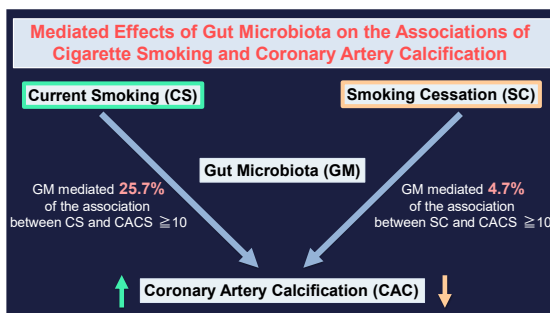 Mediated Effects of Gut Microbiota on the Associations of
Cigarette Smoking and Coronary Artery Calcification
Current Smoking (CS)
Smoking Cessation (SC)
Gut Microbiota (GM)
GM mediated 25.7%
of the association
between CS and CACS ≧10
GM mediated 4.7%
of the association
between SC and CACS ≧10
Coronary Artery Calcification (CAC)